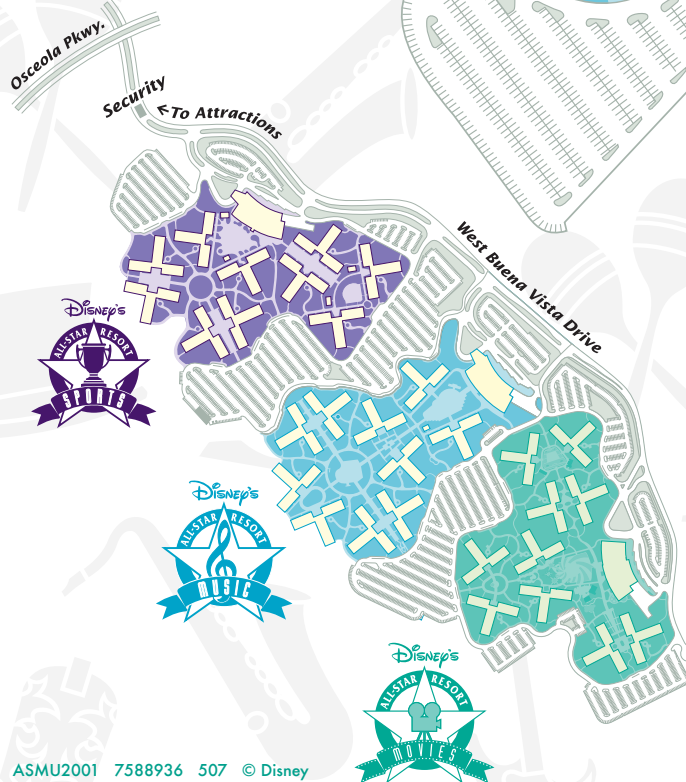 Osceola Pkwy.
Security
←To Attractions
West Buena Vista Drive
Disney's
ALL-STAR RESORT
SPORTS
Disney's
ALL-STAR RESORT
MUSIC
Disney's
ALL-STAR RESORT
MOVIES
ASMU2001 7588936 507 © Disney